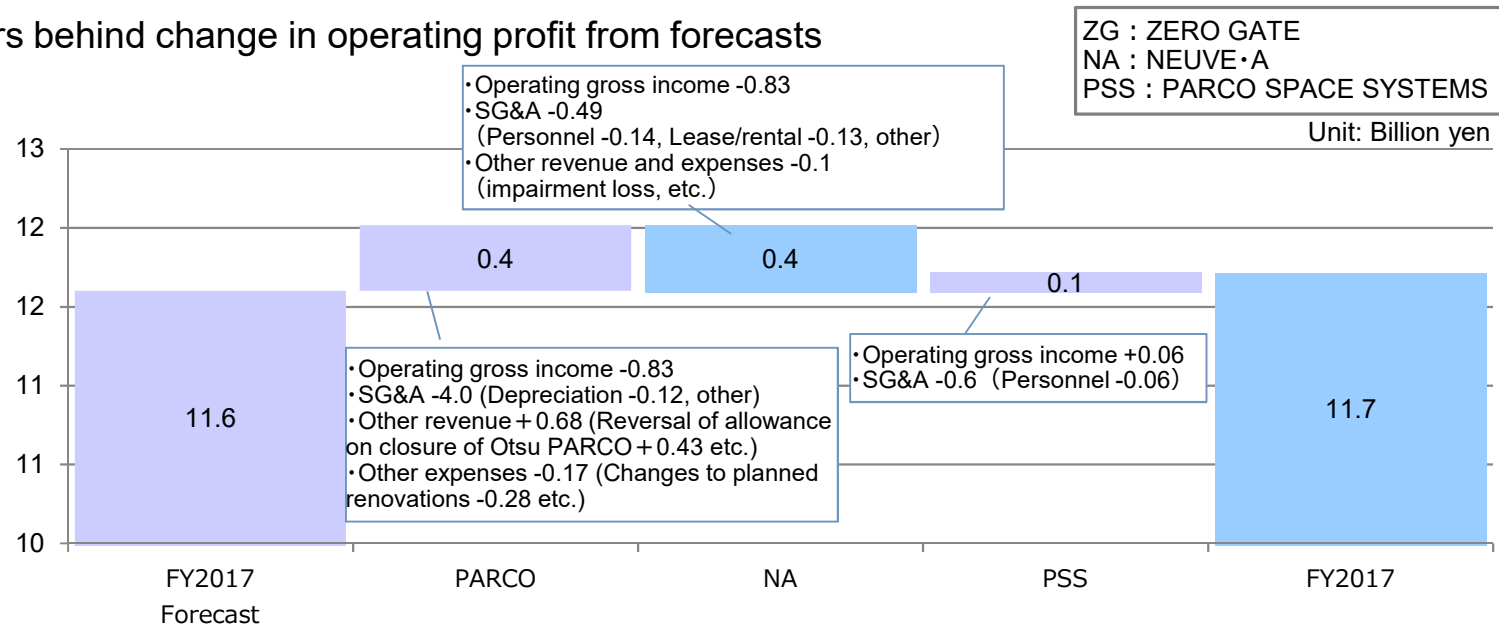 rs behind change in operating profit from forecasts
ZG：ZERO GATE
NA：NEUVE･A
PSS：PARCO SPACE SYSTEMS
Unit: Billion yen
･Operating gross income -0.83
･SG&A -0.49
（Personnel -0.14, Lease/rental -0.13, other）
･Other revenue and expenses -0.1
（impairment loss, etc.）
13
12
12
11
11
10
11.6
0.4
0.4
0.1
11.7
･Operating gross income -0.83
･SG&A -4.0 (Depreciation -0.12, other)
･Other revenue＋0.68 (Reversal of allowance
on closure of Otsu PARCO＋0.43 etc.)
･Other expenses -0.17 (Changes to planned
renovations -0.28 etc.)
･Operating gross income +0.06
･SG&A -0.6（Personnel -0.06）
FY2017
Forecast
PARCO
NA
PSS
FY2017